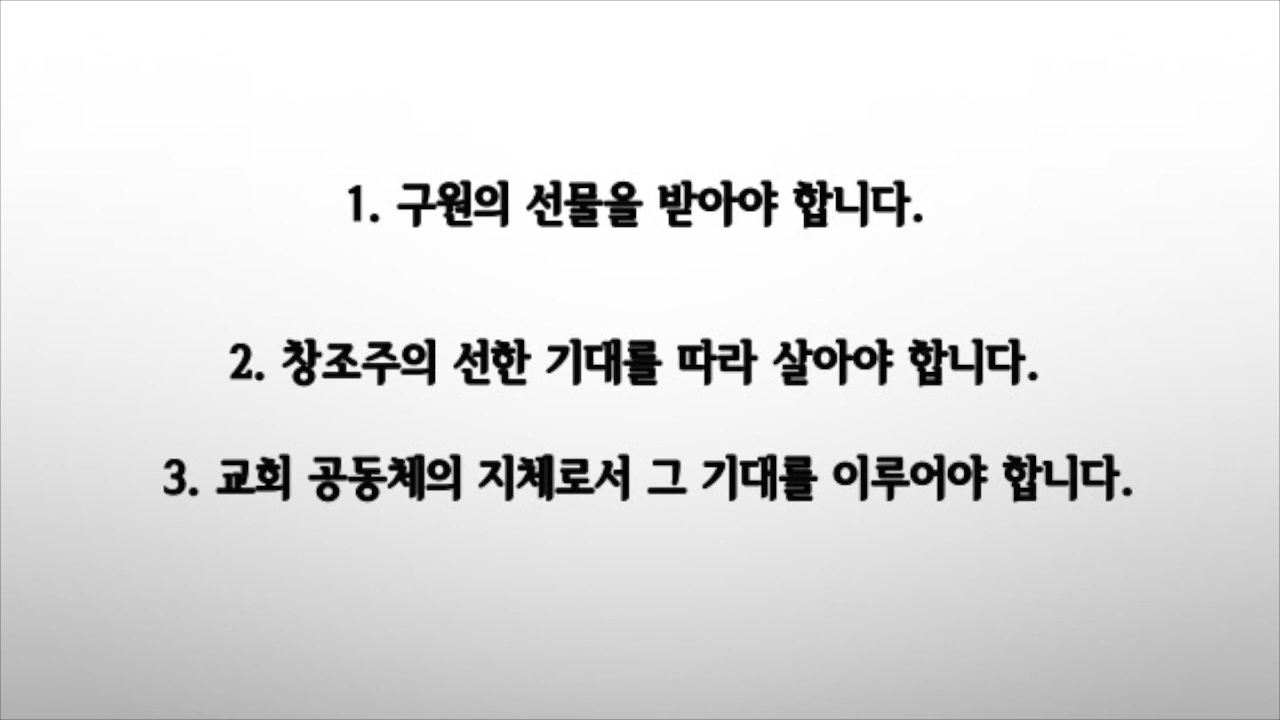 1. 구원의 선물을 받아야 합니다.
2. 창조주의 선한 기대를 따라 살아야 합니다.
3. 교회 공동체의 지체로서 그 기대를 이루어야 합니다.